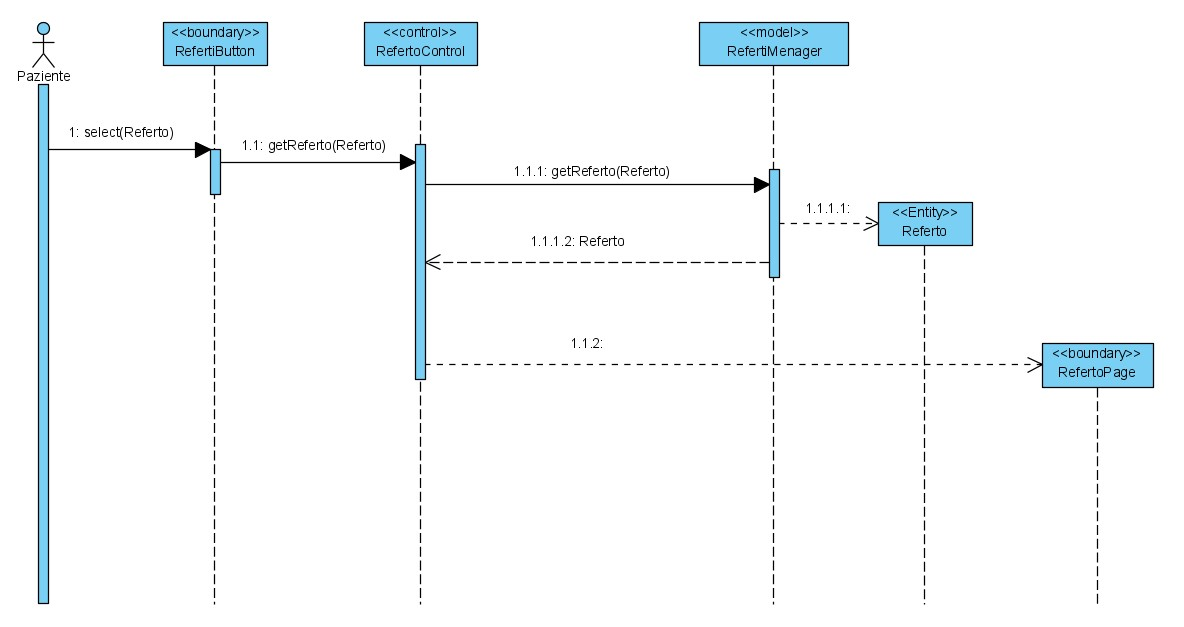 Paziente
<<boundary>>
RefertiButton
<<control>>
RefertoControl
<<model>>
RefertiMenager
1: select(Referto)
1.1: getReferto(Referto)
1.1.1: getReferto(Referto)
1.1.1.1:
<<Entity>>
Referto
1.1.1.2: Referto
1.1.2:
<<boundary>>
RefertoPage